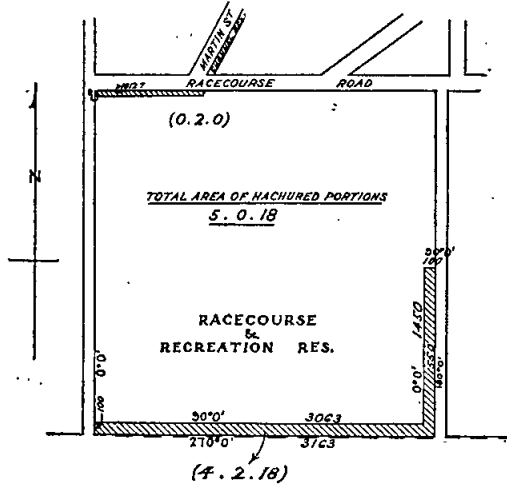 MARTIN ST
CHANNEL RES.
RACECOURSE ROAD
(0.2.0)
N
TOTAL AREA OF HACHURED PORTIONS
5.0.18
90°0'
100
1450
1550
0°0'
180°0'
RACECOURSE
&
RECREATION RES.
0°0'
100
90°0' 3063
270°0' 3163
(4.2.18)